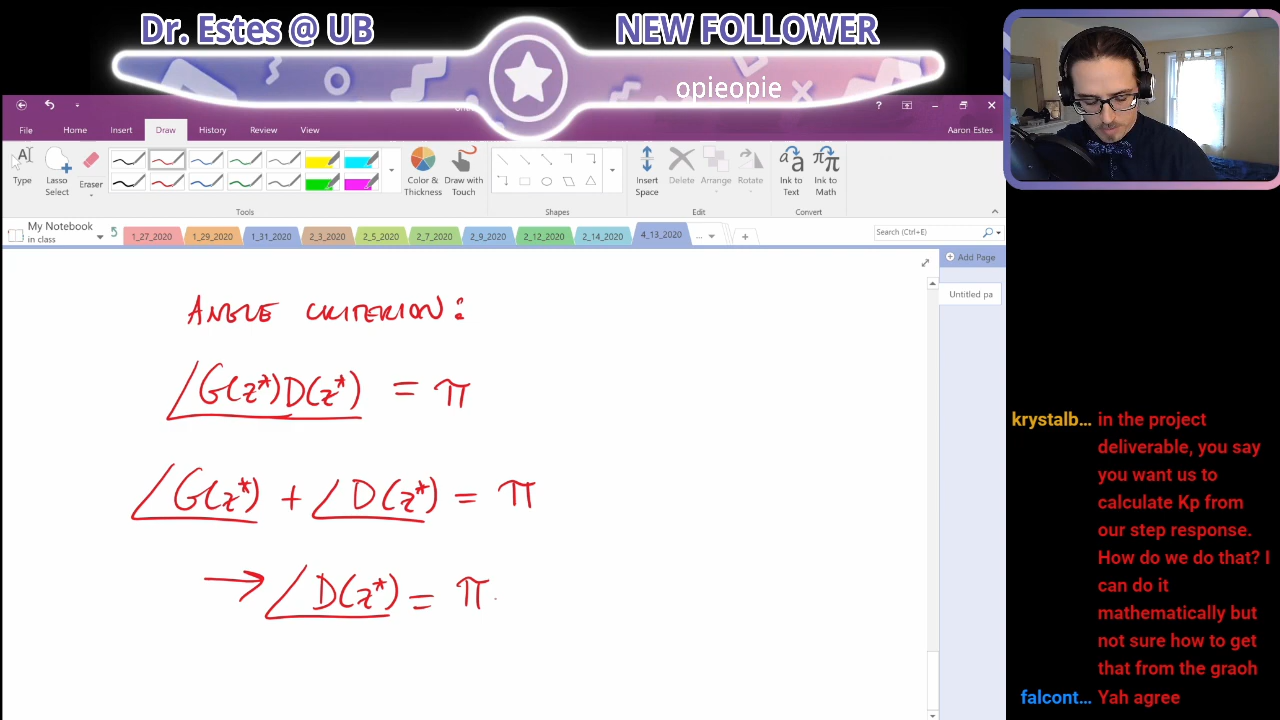 Dr. Estes @ UB
NEW FOLLOWER
opieopie
File Home Insert Draw History Review View
Aaron Estes
Type
Lasso Select
Eraser
Color & Thickness
Draw with Touch
Insert Space
Delete
Arrange
Rotate
Ink to Text
Ink to Math
Tools
Shapes
Edit
Convert
My Notebook
in class
1_27_2020 1_29_2020 1_31_2020 2_3_2020 2_5_2020 2_7_2020 2_9_2020 2_12_2020 2_14_2020 4_13_2020 ...
Search (Ctrl+E)
Add Page
Untitled pa
ANGLE CRITERION:
∠G(z*)D(z*) = π
∠G(z*) + ∠D(z*) = π
→ ∠D(z*) = π
krystalb… in the project
deliverable, you say
you want us to
calculate Kp from
our step response.
How do we do that? I
can do it
mathematically but
not sure how to get
that from the graoh
falcont… Yah agree